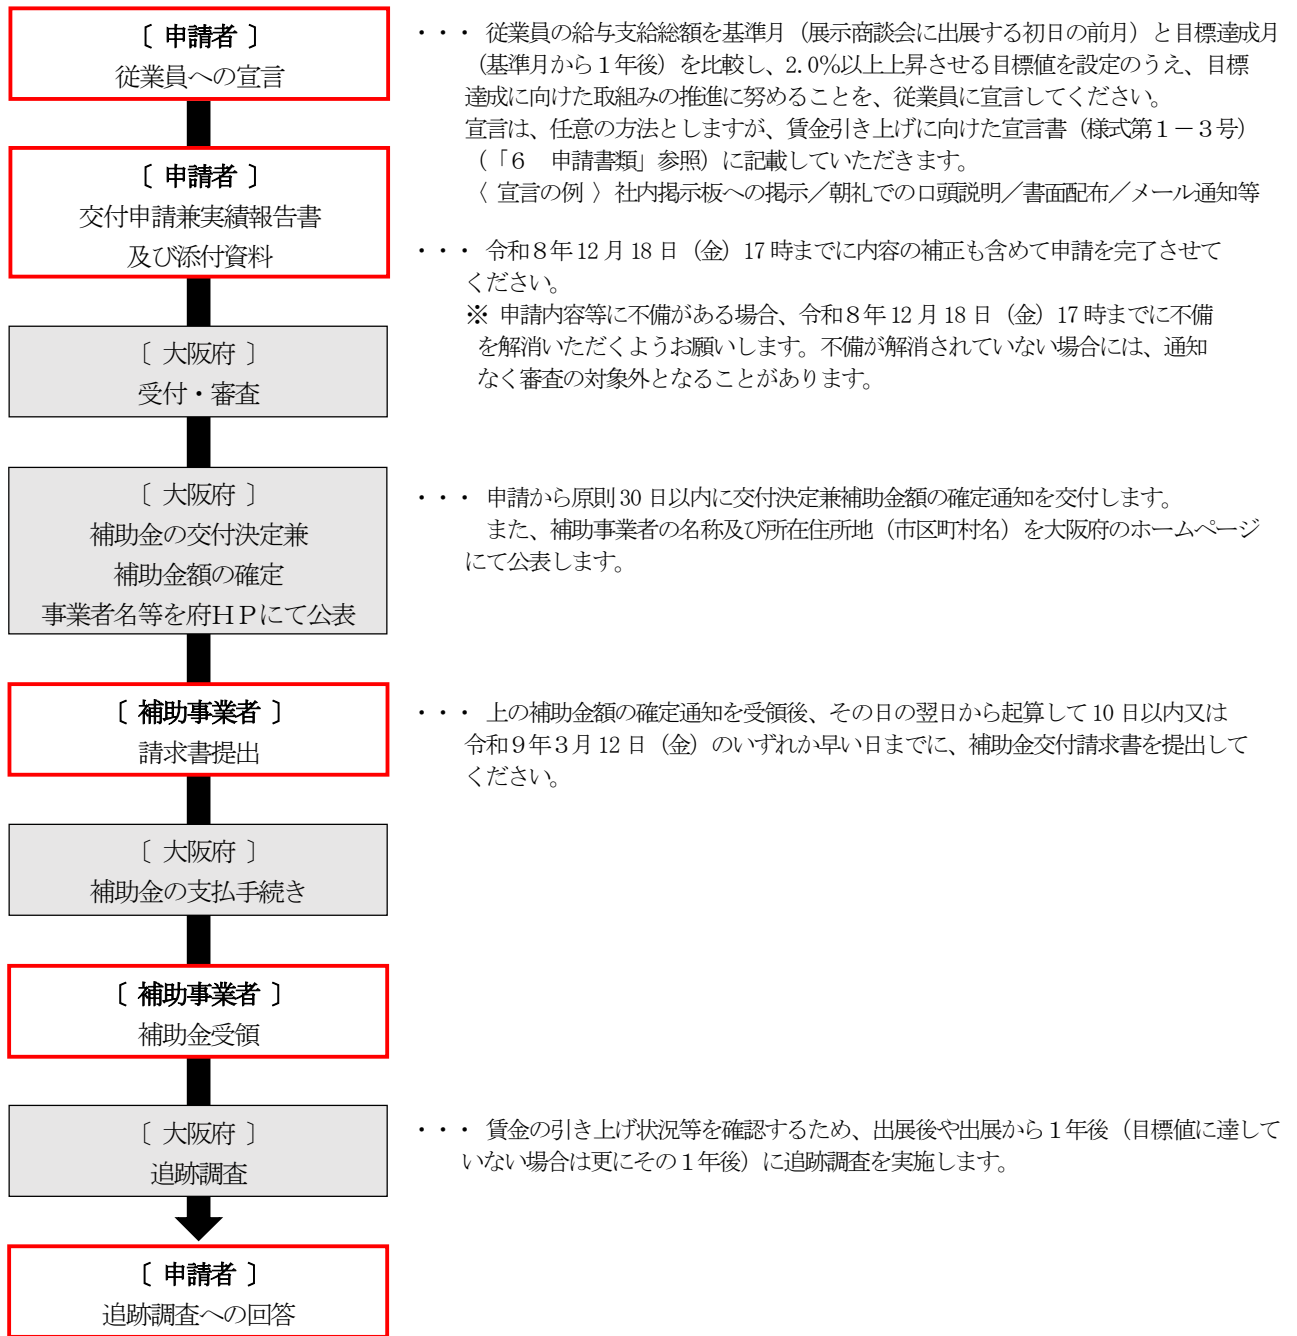 〔 申請者 〕
従業員への宣言
・・・ 従業員の給与支給総額を基準月（展示商談会に出展する初日の前月）と目標達成月
（基準月から１年後）を比較し、2.0％以上上昇させる目標値を設定のうえ、目標
達成に向けた取組みの推進に努めることを、従業員に宣言してください。
宣言は、任意の方法としますが、賃金引き上げに向けた宣言書（様式第１－３号）
（「６　申請書類」参照）に記載していただきます。
〈 宣言の例 〉社内掲示板への掲示／朝礼での口頭説明／書面配布／メール通知等
〔 申請者 〕
交付申請兼実績報告書
及び添付資料
・・・ 令和８年12月18日（金）17時までに内容の補正も含めて申請を完了させて
ください。
※ 申請内容等に不備がある場合、令和８年12月18日（金）17時までに不備
を解消いただくようお願いします。不備が解消されていない場合には、通知
なく審査の対象外となることがあります。
〔 大阪府 〕
受付・審査
〔 大阪府 〕
補助金の交付決定兼
補助金額の確定
事業者名等を府ＨＰにて公表
・・・ 申請から原則30日以内に交付決定兼補助金額の確定通知を交付します。
また、補助事業者の名称及び所在住所地（市区町村名）を大阪府のホームページ
にて公表します。
〔 補助事業者 〕
請求書提出
・・・ 上の補助金額の確定通知を受領後、その日の翌日から起算して10日以内又は
令和９年３月12日（金）のいずれか早い日までに、補助金交付請求書を提出して
ください。
〔 大阪府 〕
補助金の支払手続き
〔 補助事業者 〕
補助金受領
〔 大阪府 〕
追跡調査
・・・ 賃金の引き上げ状況等を確認するため、出展後や出展から１年後（目標値に達して
いない場合は更にその１年後）に追跡調査を実施します。
〔 申請者 〕
追跡調査への回答